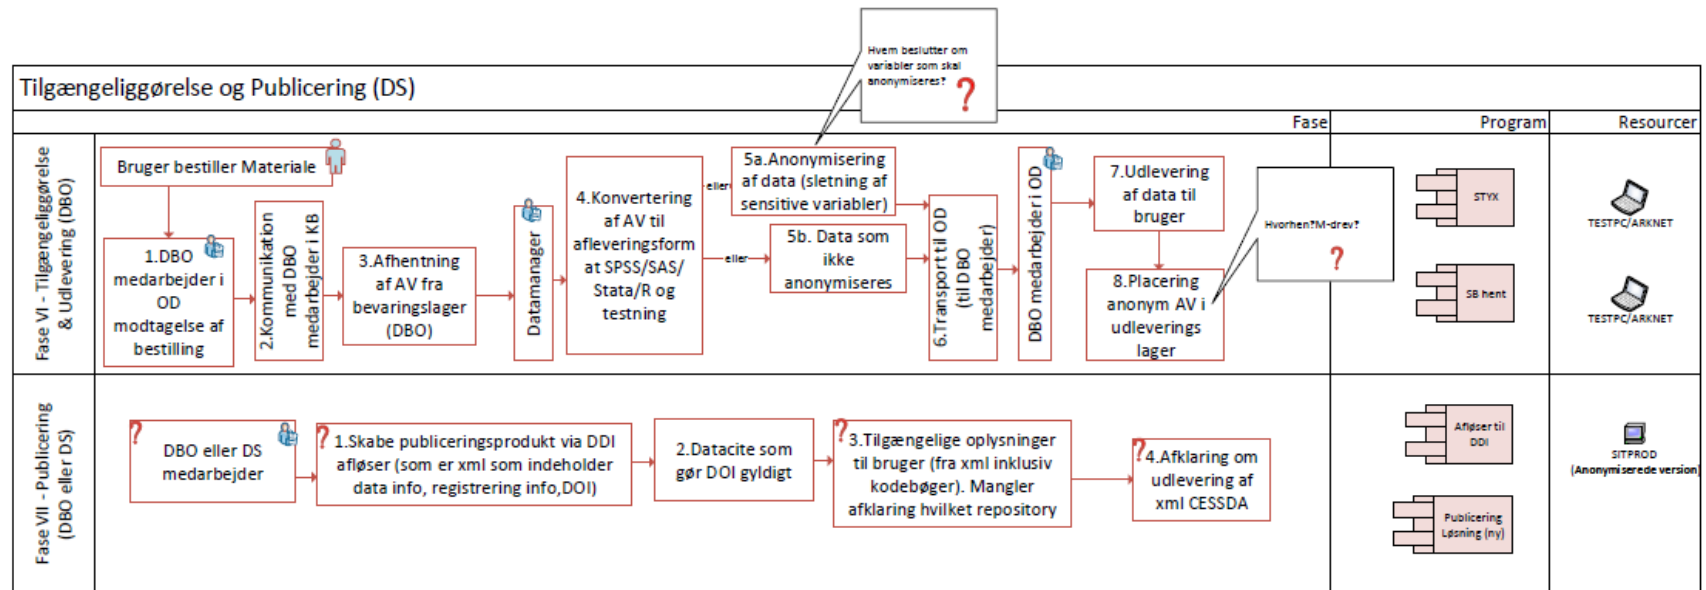 Hvem beslutter om
variabler som skal
anonymiseres?
?
Tilgængeliggørelse og Publicering (DS)
Fase
Program
Resourcer
Fase VI - Tilgængeliggørelse
& Udlevering (DBO)
Bruger bestiller Materiale
1.DBO
medarbejder i
OD
modtagelse af
bestilling
2.Kommunikation
med DBO
medarbejder i KB
3.Afhentning
af AV fra
bevaringslager
(DBO)
Datamanager
4.Konvertering
af AV til
afleveringsform
at SPSS/SAS/
Stata/R og
testning
eller
5a.Anonymisering
af data (sletning af
sensitive variabler)
eller
5b. Data som
ikke
anonymiseres
6.Transport til OD
(til DBO
medarbejder)
DBO medarbejder i OD
7.Udlevering
af data til
bruger
8.Placering
anonym AV i
udleverings
lager
Hvorhen?M-drev?
?
STYX
TESTPC/ARKNET
SB hent
TESTPC/ARKNET
Fase VII - Publicering
(DBO eller DS)
?
DBO eller DS
medarbejder
?
1.Skabe publiceringsprodukt via DDI
afløser (som er xml som indeholder
data info, registrering info,DOI)
2.Datacite som
gør DOI gyldigt
?
3.Tilgængelige oplysninger
til bruger (fra xml inklusiv
kodebøger). Mangler
afklaring hvilket repository
?
4.Afklaring om
udlevering af
xml CESSDA
Afløser til
DDI
SITPROD
(Anonymiserede version)
Publicering
Løsning (ny)